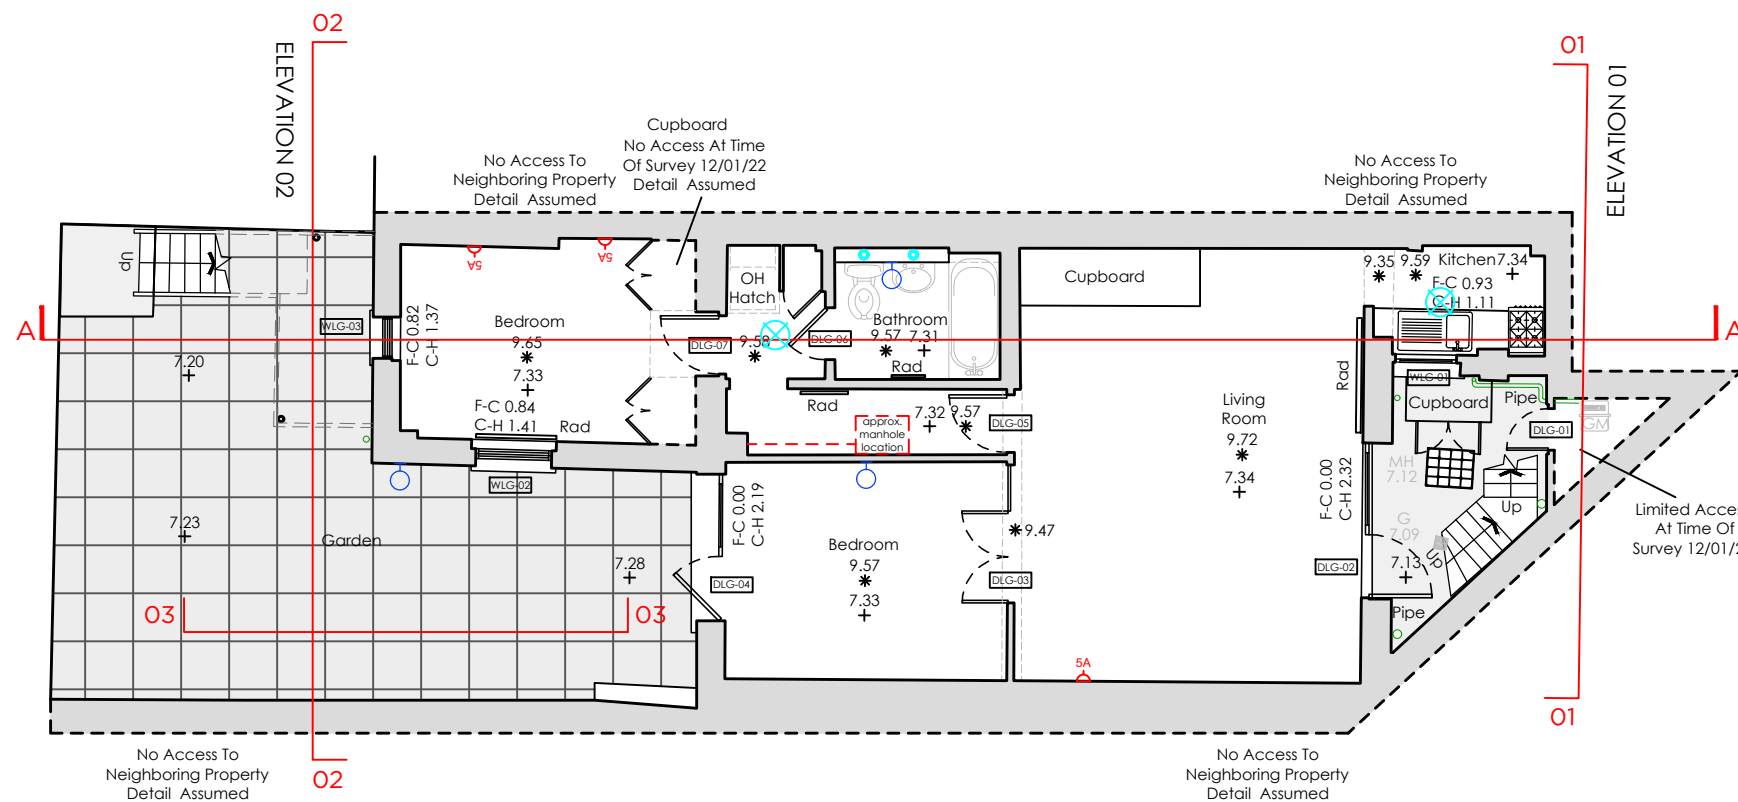 02
01
ELEVATION 02
ELEVATION 01
Cupboard
No Access At Time
Of Survey 12/01/22
Detail Assumed
No Access To
Neighboring Property
Detail Assumed
No Access To
Neighboring Property
Detail Assumed
Up
5A
5A
OH
Hatch
Cupboard
9.35
9.59
Kitchen
7.34
F-C 0.93
C-H 1.11
A
A
WLG-03
F-C 0.82
C-H 1.37
Bedroom
9.65
7.33
F-C 0.84
C-H 1.41
Rad
DLG-07
9.58
DLG-06
Bathroom
9.57
7.31
Rad
7.20
Rad
approx.
manhole
location
7.32
9.57
DLG-05
Living
Room
9.72
7.34
Rad
WLG-01
Cupboard
Pipe
DLG-01
GM
WLG-02
MH
7.12
Up
G
7.09
Up
7.13
Pipe
DLG-02
F-C 0.00
C-H 2.32
Limited Acce
At Time Of
Survey 12/01/2
7.23
Garden
7.28
F-C 0.00
C-H 2.19
DLG-04
Bedroom
9.57
7.33
9.47
DLG-03
03
03
5A
No Access To
Neighboring Property
Detail Assumed
02
No Access To
Neighboring Property
Detail Assumed
01